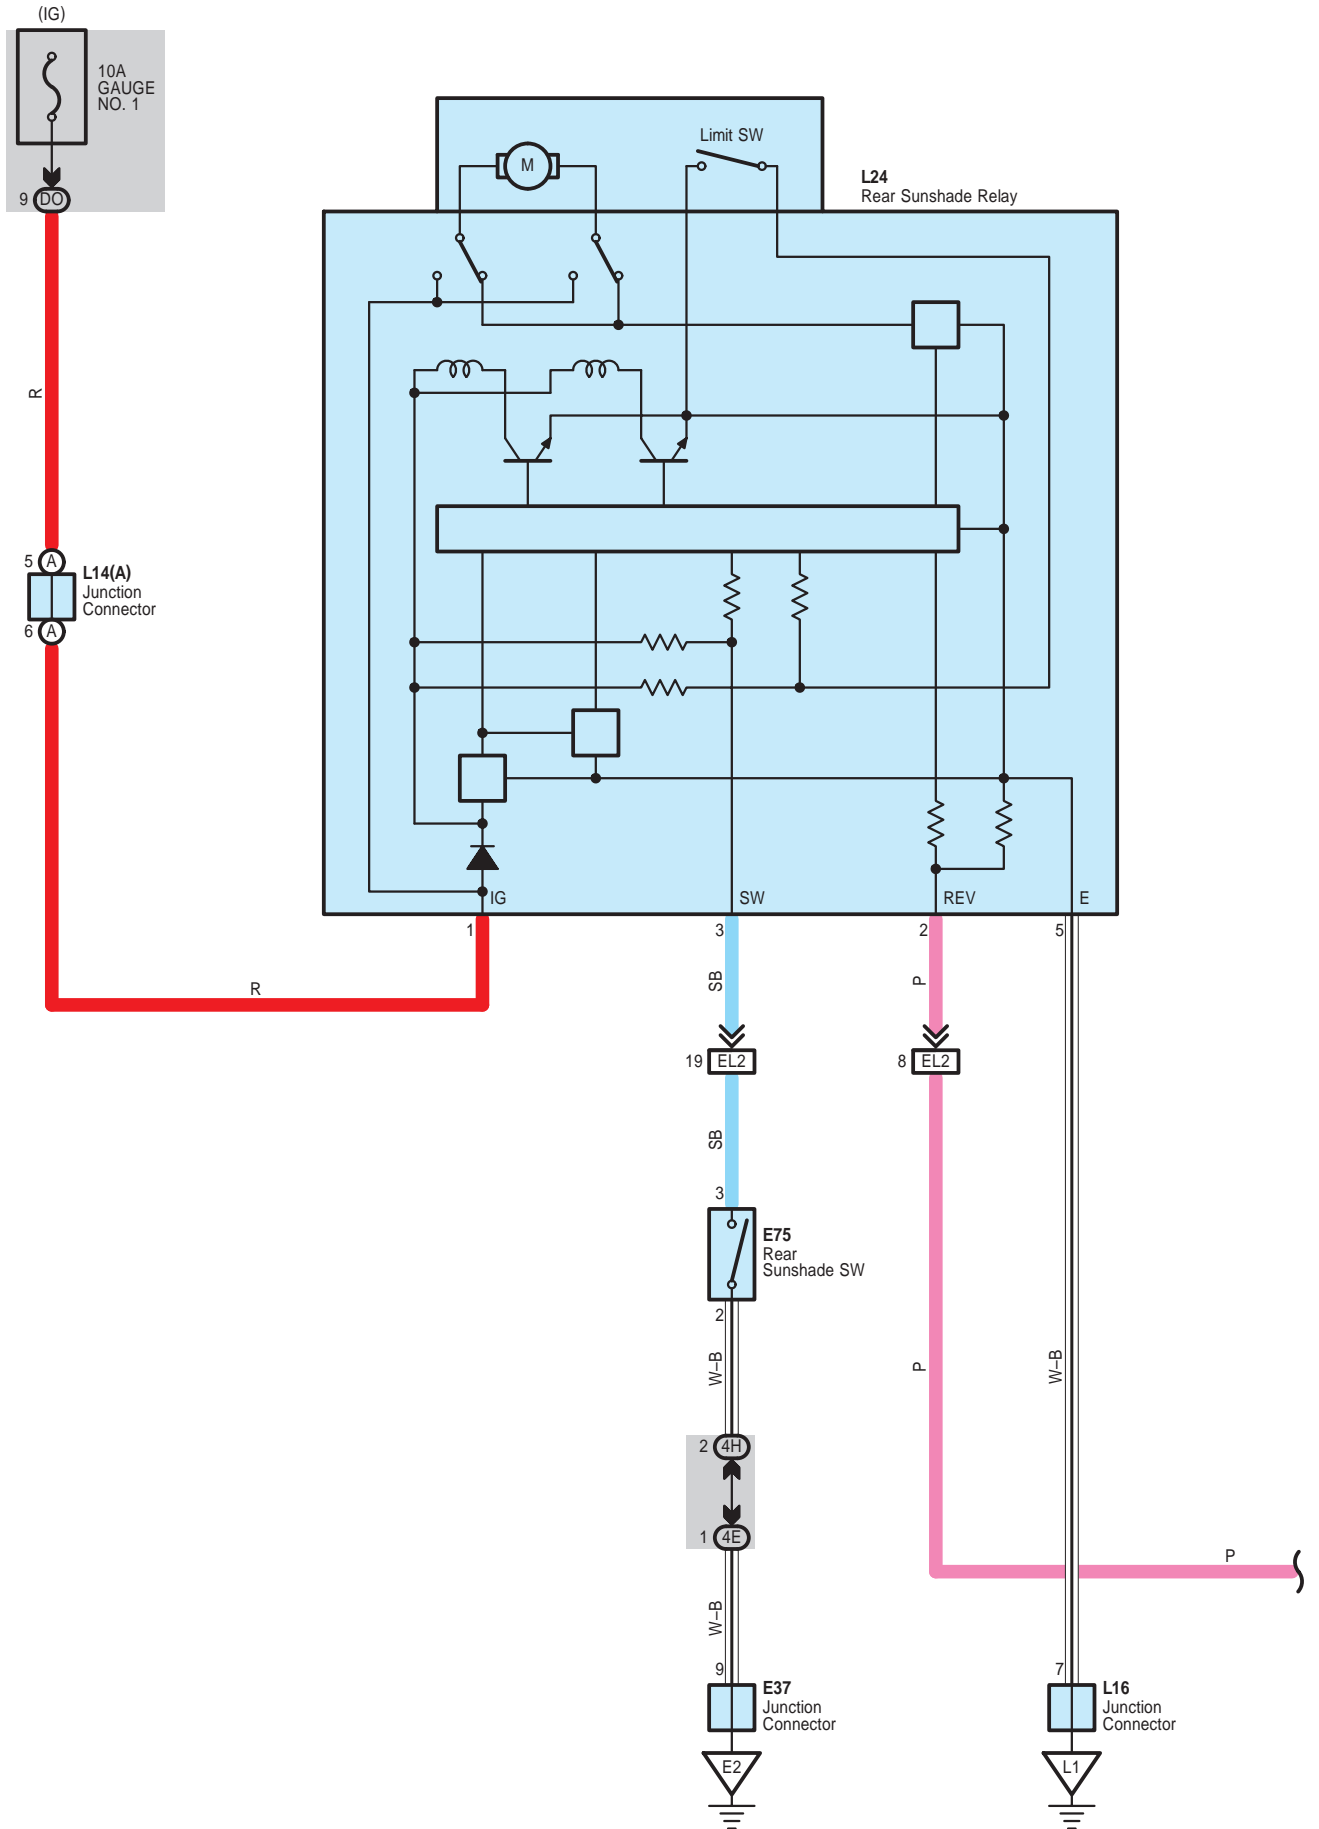 (IG)
10A
GAUGE
NO. 1
9 DO
M
Limit SW
L24
Rear Sunshade Relay
R
5 A
L14(A)
Junction
Connector
6 A
IG
SW
REV
E
1
3
2
5
R
SB
P
19 EL2
8 EL2
SB
3
E75
Rear
Sunshade SW
2
W–B
P
W–B
2 4H
1 4E
P
W–B
9
E37
Junction
Connector
7
L16
Junction
Connector
E2
L1